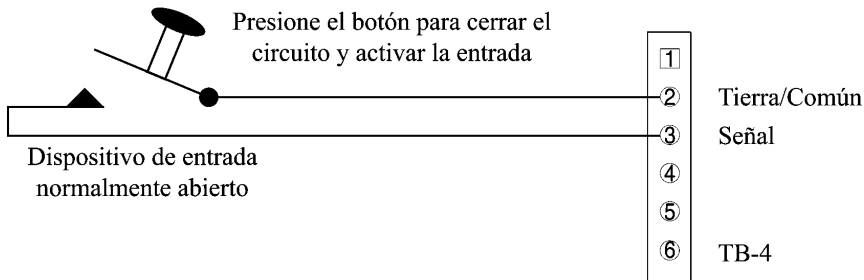 Presione el botón para cerrar el
circuito y activar la entrada
1
2 Tierra/Común
3 Señal
Dispositivo de entrada
normalmente abierto
4
5
6 TB-4